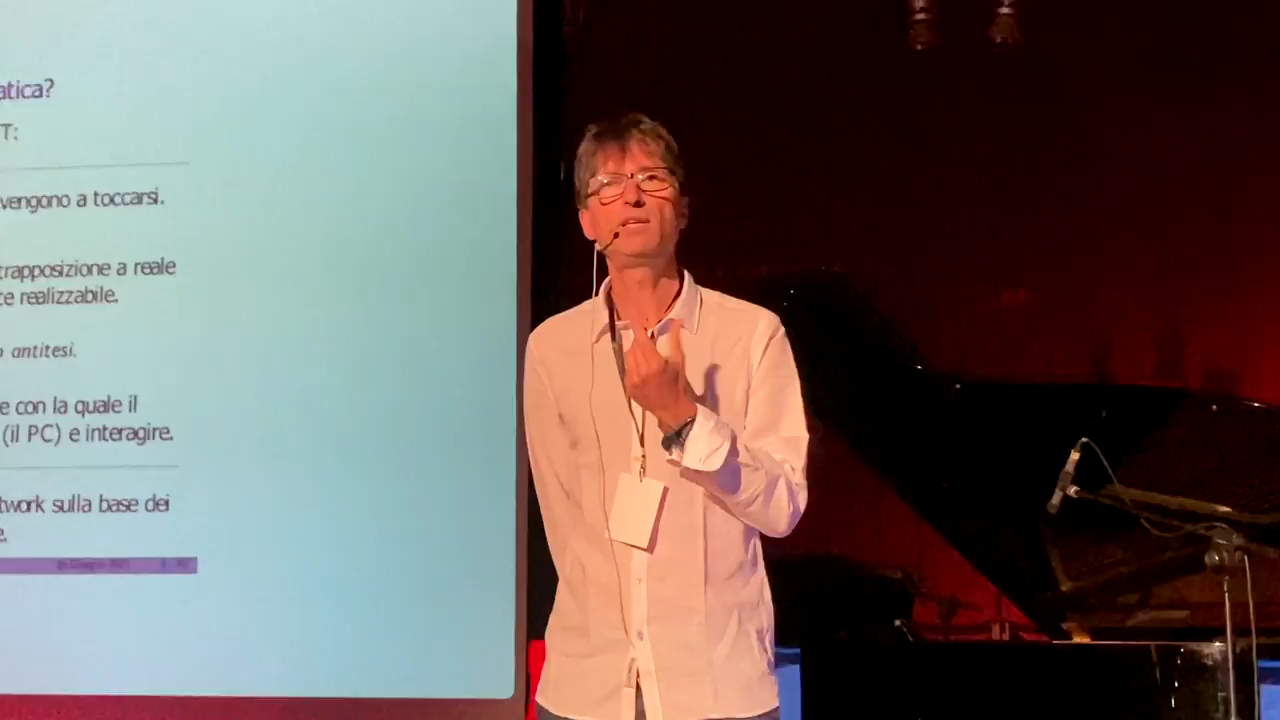 atica?
T:
vengono a toccarsi.
trapposizione a reale
te realizzabile.
o antitesi.
e con la quale il
(il PC) e interagire.
twork sulla base dei
e.